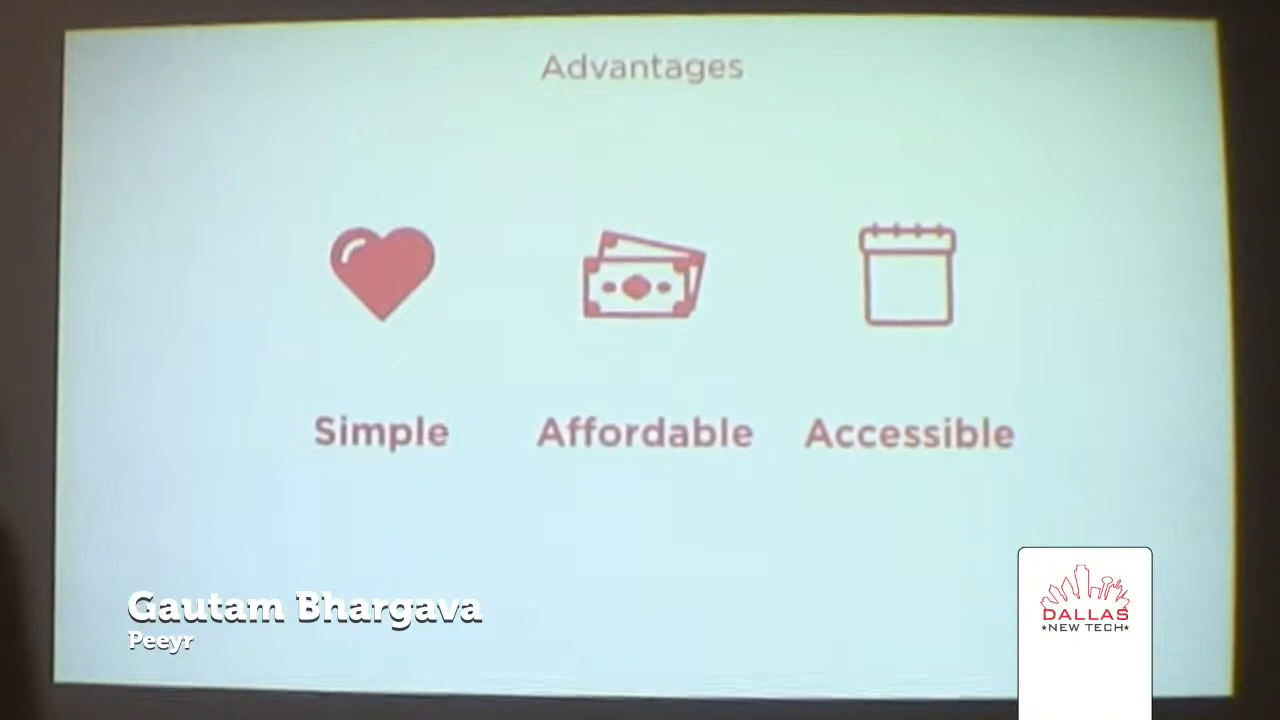 Advantages
Simple
Affordable
Accessible
Gautam Bhargava
Peeyr
DALLAS
★NEW TECH★